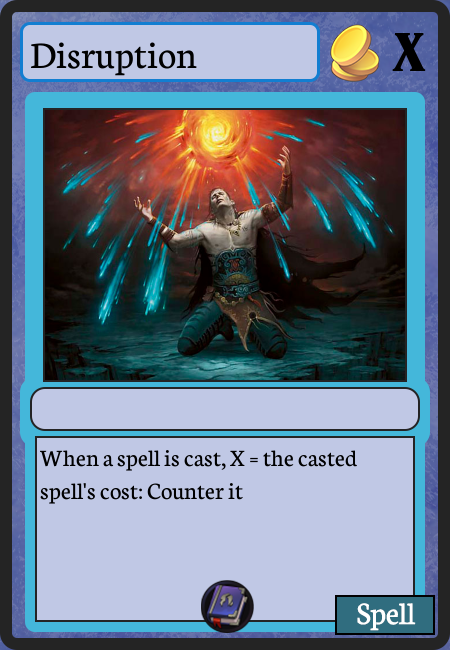 Disruption
X
When a spell is cast, X = the casted
spell's cost: Counter it
Spell